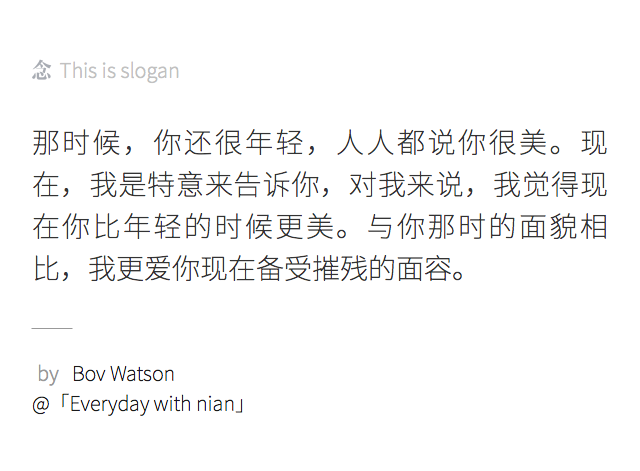 念 This is slogan
那时候，你还很年轻，人人都说你很美。现
在，我是特意来告诉你，对我来说，我觉得现
在你比年轻的时候更美。与你那时的面貌相
比，我更爱你现在备受摧残的面容。
by Bov Watson
@「Everyday with nian」